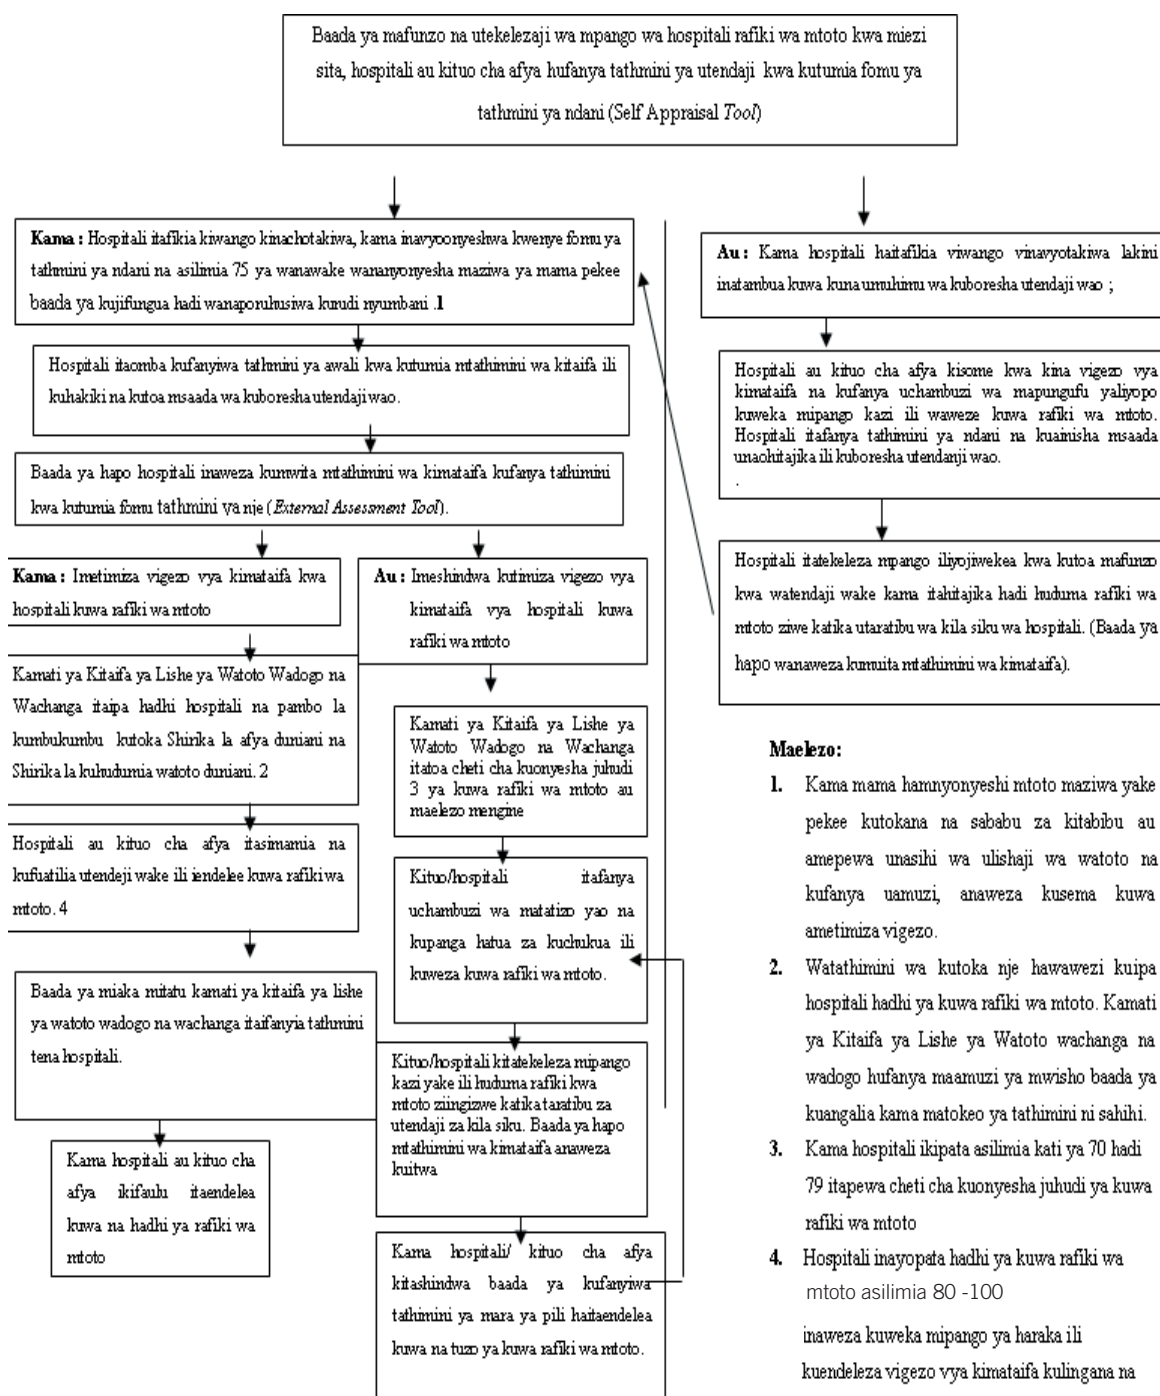 Baada ya mafunzo na utekelezaji wa mpango wa hospitali rafiki wa mtoto kwa miezi
sita, hospitali au kituo cha afya hufanya tathmini ya utendaji kwa kutumia fomu ya
tathmini ya ndani (Self Appraisal Tool)
Kama : Hospitali itafikia kiwango kinachotakiwa, kama inavyoonyeshwa kwenye fomu ya
tathmini ya ndani na asilimia 75 ya wanawake wananyonyesha maziwa ya mama pekee
baada ya kujifungua hadi wanaporuhusiwa kurudi nyumbani .1
Hospitali itaomba kufanyiwa tathmini ya awali kwa kutumia mtathimini wa kitaifa ili
kuhakiki na kutoa msaada wa kuboresha utendaji wao.
Baada ya hapo hospitali inaweza kumwita mtathimini wa kimataifa kufanya tathimini
kwa kutumia fomu tathmini ya nje (External Assessment Tool).
Kama : Imetimiza vigezo vya kimataifa kwa
hospitali kuwa rafiki wa mtoto
Kamati ya Kitaifa ya Lishe ya Watoto Wadogo na
Wachanga itaipa hadhi hospitali na pambo la
kumbukumbu kutoka Shirika la afya duniani na
Shirika la kuhudumia watoto duniani. 2
Hospitali au kituo cha afya itasimamia na
kufuatilia utendeji wake ili iendelee kuwa rafiki wa
mtoto. 4
Baada ya miaka mitatu kamati ya kitaifa ya lishe
ya watoto wadogo na wachanga itaifanyia tathmini
tena hospitali.
Kama hospitali au kituo cha
afya ikifaulu itaendelea
kuwa na hadhi ya rafiki wa
mtoto
Au : Imeshindwa kutimiza vigezo vya
kimataifa vya hospitali kuwa
rafiki wa mtoto
Kamati ya Kitaifa ya Lishe ya
Watoto Wadogo na Wachanga
itatoa cheti cha kuonyesha juhudi
3 ya kuwa rafiki wa mtoto au
maelezo mengine
Kituo/hospitali itafanya
uchambuzi wa matatizo yao na
kupanga hatua za kuchukua ili
kuweza kuwa rafiki wa mtoto.
Kituo/hospitali kitatekeleza mipango
kazi yake ili huduma rafiki kwa
mtoto ziingizwe katika taratibu za
utendaji za kila siku. Baada ya hapo
mtathimini wa kimataifa anaweza
kuitwa
Kama hospitali/ kituo cha afya
kitashindwa baada ya kufanyiwa
tathimini ya mara ya pili haitaendelea
kuwa na tuzo ya kuwa rafiki wa mtoto.
Au : Kama hospitali haitafikia viwango vinavyotakiwa lakini
inatambua kuwa kuna umuhimu wa kuboresha utendaji wao ;
Hospitali au kituo cha afya kisome kwa kina vigezo vya
kimataifa na kufanya uchambuzi wa mapungufu yaliyopo
kuweka mipango kazi ili waweze kuwa rafiki wa mtoto.
Hospitali itafanya tathimini ya ndani na kuainisha msaada
unaohitajika ili kuboresha utendanji wao.
.
Hospitali itatekeleza mpango iliyojiwekea kwa kutoa mafunzo
kwa watendaji wake kama itahitajika hadi huduma rafiki wa
mtoto ziwe katika utaratibu wa kila siku wa hospitali. (Baada ya
hapo wanaweza kumuita mtathimini wa kimataifa).
Maelezo:
1. Kama mama hamnyonyeshi mtoto maziwa yake
pekee kutokana na sababu za kitabibu au
amepewa unasihi wa ulishaji wa watoto na
kufanya uamuzi, anaweza kusema kuwa
ametimiza vigezo.
2. Watathimini wa kutoka nje hawawezi kuipa
hospitali hadhi ya kuwa rafiki wa mtoto. Kamati
ya Kitaifa ya Lishe ya Watoto wachanga na
wadogo hufanya maamuzi ya mwisho baada ya
kuangalia kama matokeo ya tathimini ni sahihi.
3. Kama hospitali ikipata asilimia kati ya 70 hadi
79 itapewa cheti cha kuonyesha juhudi ya kuwa
rafiki wa mtoto
4. Hospitali inayopata hadhi ya kuwa rafiki wa
mtoto asilimia 80 -100
inaweza kuweka mipango ya haraka ili
kuendeleza vigezo vya kimataifa kulingana na